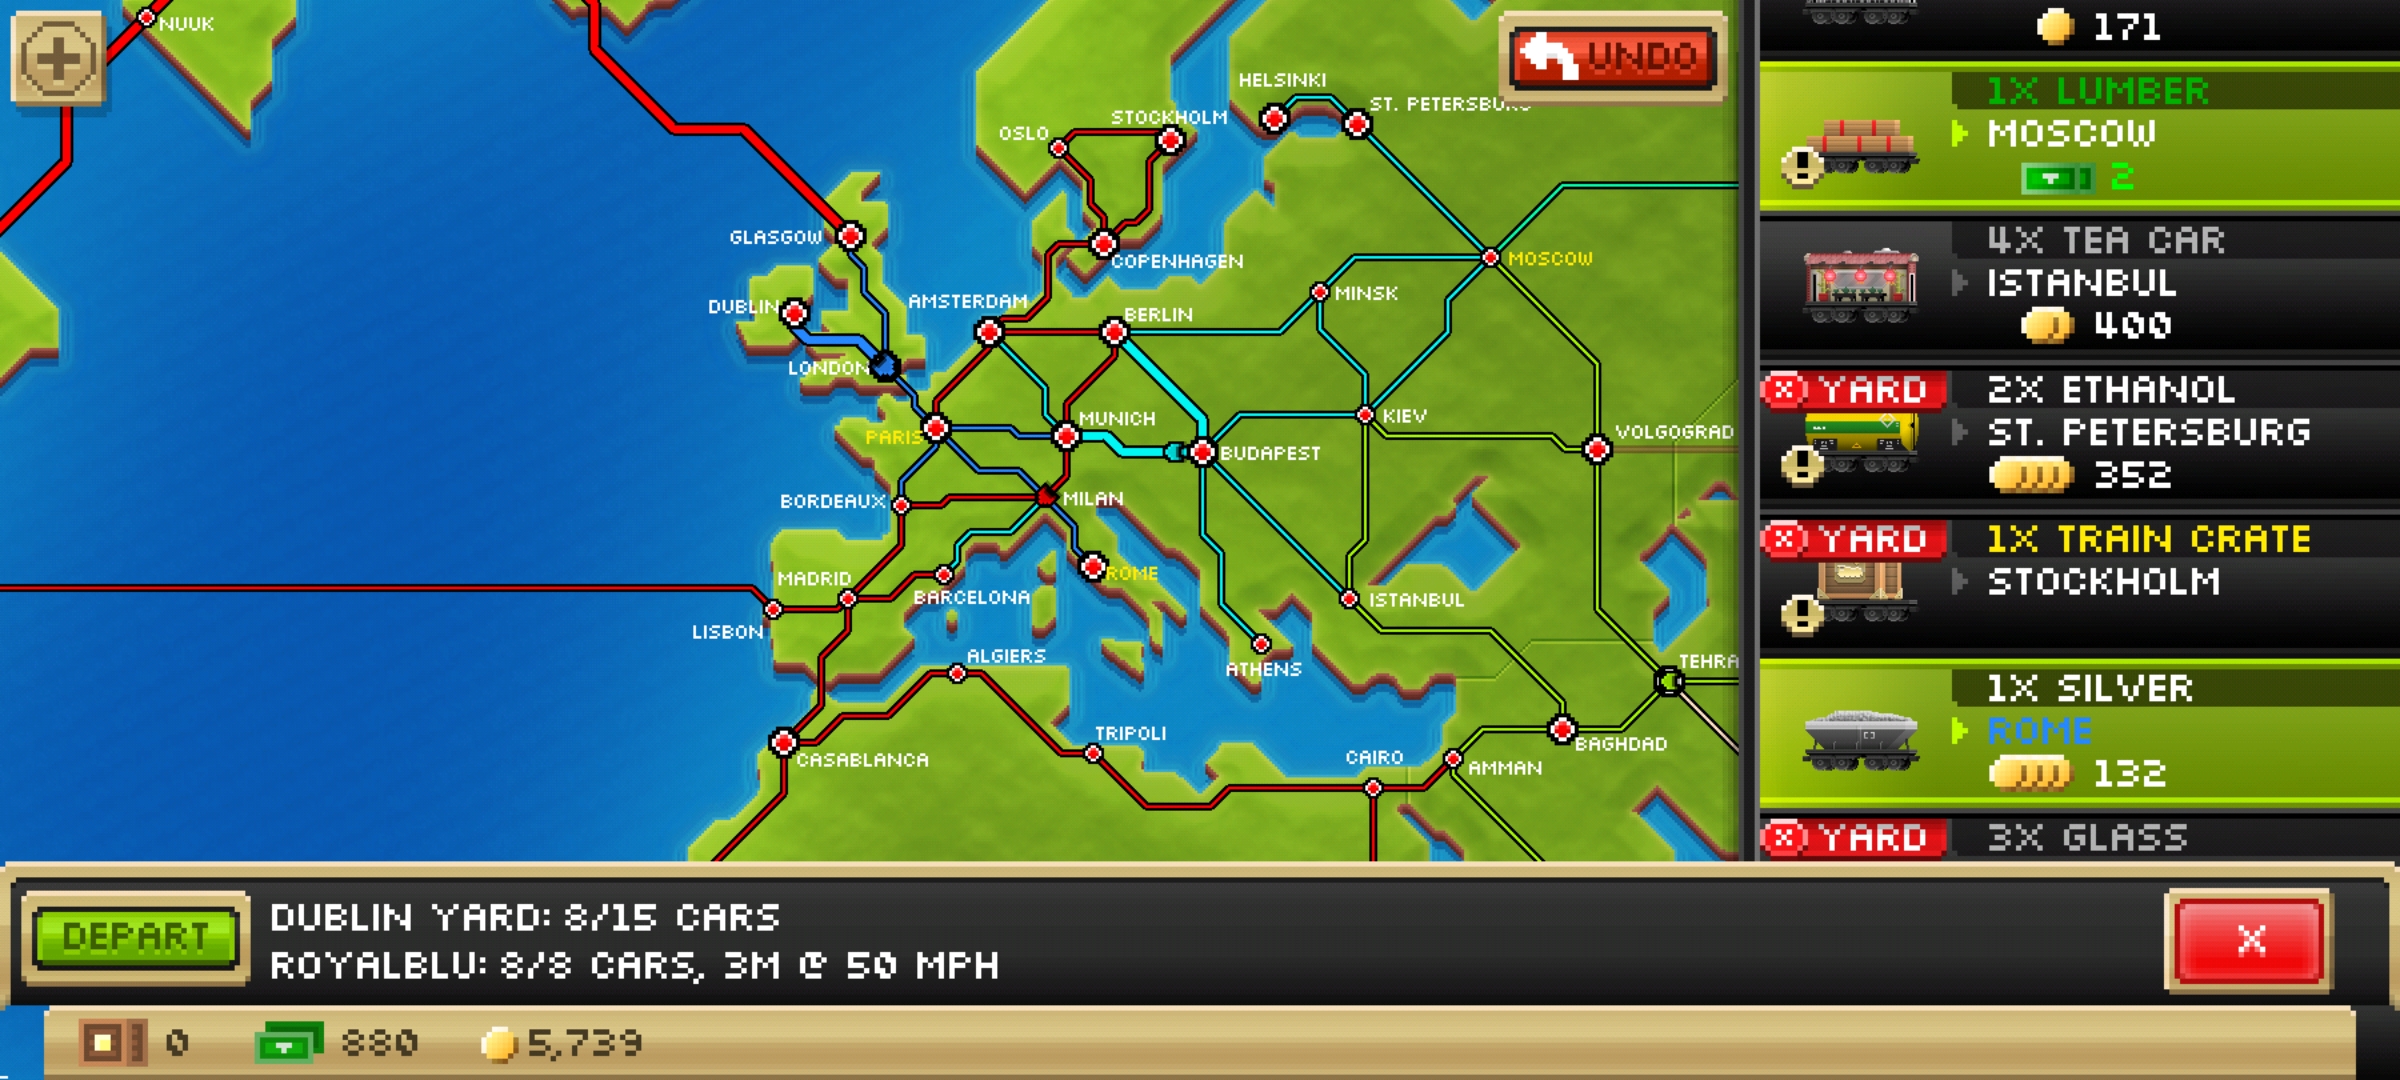 NUUK
UNDO
HELSINKI
ST. PETERSBURG
STOCKHOLM
OSLO
GLASGOW
COPENHAGEN
MOSCOW
DUBLIN
AMSTERDAM
BERLIN
MINSK
LONDON
MUNICH
KIEV
VOLGOGRAD
PARIS
BUDAPEST
BORDEAUX
MILAN
MADRID
ROME
BARCELONA
ISTANBUL
LISBON
ALGIERS
ATHENS
TEHRA
TRIPOLI
CASABLANCA
CAIRO
AMMAN
BAGHDAD
171
1X LUMBER
MOSCOW
2
4X TEA CAR
ISTANBUL
400
X YARD
2X ETHANOL
ST. PETERSBURG
352
X YARD
1X TRAIN CRATE
STOCKHOLM
1X SILVER
ROME
132
X YARD
3X GLASS
DEPART
DUBLIN YARD: 8/15 CARS
ROYALBLU: 8/8 CARS, 3M @ 50 MPH
X
0
880
5,739